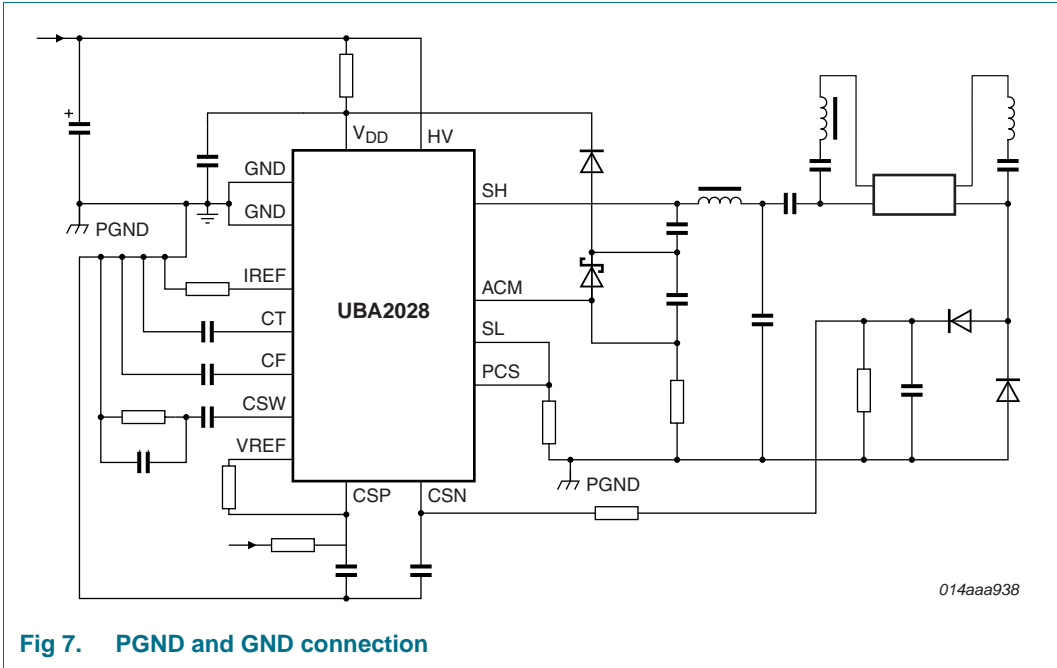 +
VDD
HV
GND
GND
PGND
SH
IREF
UBA2028
ACM
CT
SL
CF
PCS
CSW
VREF
PGND
CSP
CSN
014aaa938
Fig 7. PGND and GND connection